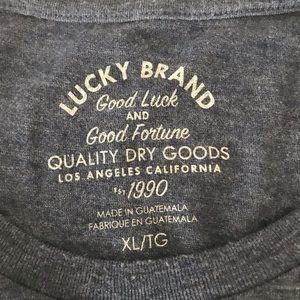 LUCKY BRAND
Good Luck
AND
Good Fortune
QUALITY DRY GOODS
LOS ANGELES CALIFORNIA
EST 1990
MADE IN GUATEMALA
FABRIQUE EN GUATEMALA
XL/TG